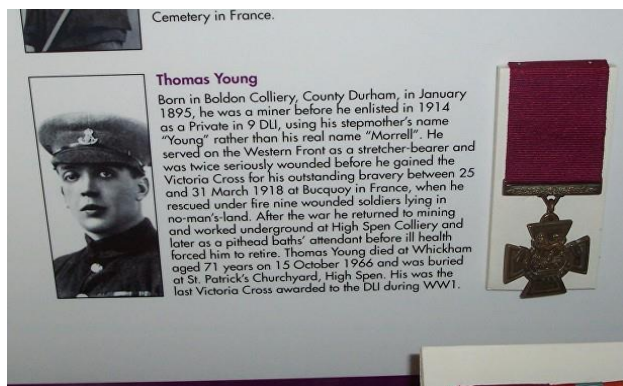 Cemetery in France.
Thomas Young
Born in Boldon Colliery, County Durham, in January
1895, he was a miner before he enlisted in 1914
as a Private in 9 DLI, using his stepmother's name
"Young" rather than his real name "Morrell". He
served on the Western Front as a stretcher-bearer and
was twice seriously wounded before he gained the
Victoria Cross for his outstanding bravery between 25
and 31 March 1918 at Bucquoy in France, when he
rescued under fire nine wounded soldiers lying in
no-man's-land. After the war he returned to mining
and worked underground at High Spen Colliery and
later as a pithead baths' attendant before ill health
forced him to retire. Thomas Young died at Whickham
aged 71 years on 15 October 1966 and was buried
at St. Patrick's Churchyard, High Spen. His was the
last Victoria Cross awarded to the DLI during WW1.